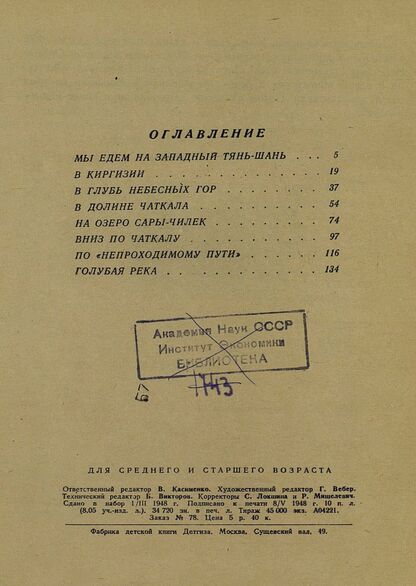 ОГЛАВЛЕНИЕ
МЫ ЕДЕМ НА ЗАПАДНЫЙ ТЯНЬ-ШАНЬ . . . 5
В КИРГИЗИИ . . . . . . . . . . . . 19
В ГЛУБЬ НЕБЕСНЫХ ГОР . . . . . . . . 37
В ДОЛИНЕ ЧАТКАЛА . . . . . . . . . . 54
НА ОЗЕРО САРЫ-ЧИЛЕК . . . . . . . . 74
ВНИЗ ПО ЧАТКАЛУ . . . . . . . . . . 97
ПО «НЕПРОХОДИМОМУ ПУТИ» . . . . . . 116
ГОЛУБАЯ РЕКА . . . . . . . . . . . 134
Академия Наук СССР
Институт Экономики
БИБЛИОТЕКА
1743
ДЛЯ СРЕДНЕГО И СТАРШЕГО ВОЗРАСТА
Ответственный редактор В. Касименко. Художественный редактор Г. Вебер.
Технический редактор Б. Викторов. Корректоры С. Локшина и Р. Мишелевич.
Сдано в набор 1/III 1948 г. Подписано к печати 8/V 1948 г. 10 п. л.
(8.05 уч.-изд. л.). 34 720 зн. в печ. л. Тираж 45 000 экз. А04221.
Заказ № 78. Цена 5 р. 40 к.
Фабрика детской книги Детгиза. Москва, Сущевский вал, 49.